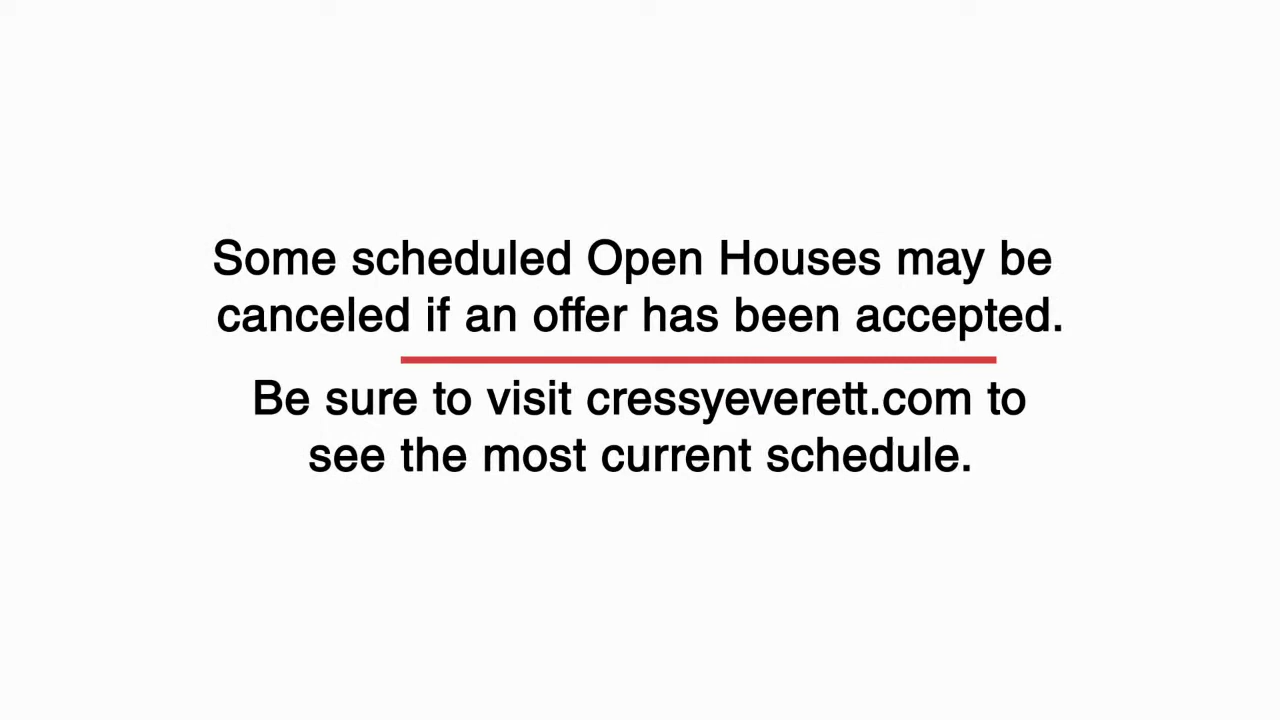 Some scheduled Open Houses may be
canceled if an offer has been accepted.
Be sure to visit cressyeverett.com to
see the most current schedule.